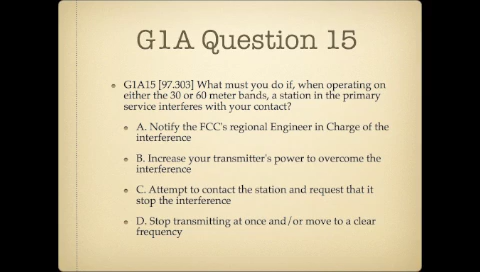 G1A Question 15
G1A15 [97.303] What must you do if, when operating on
either the 30 or 60 meter bands, a station in the primary
service interferes with your contact?
A. Notify the FCC's regional Engineer in Charge of the
interference
B. Increase your transmitter's power to overcome the
interference
C. Attempt to contact the station and request that it
stop the interference
D. Stop transmitting at once and/or move to a clear
frequency